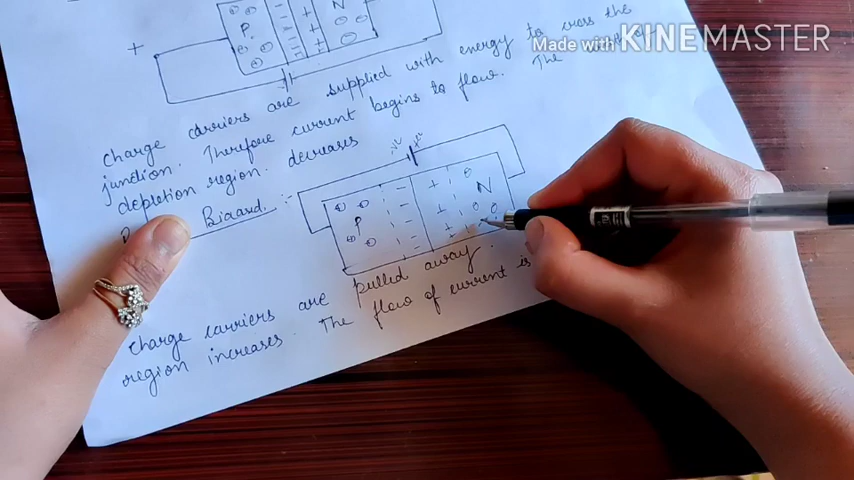 Made with KINEMASTER
P
N
+
charge carriers are supplied with energy to cross the
junction. Therefore current begins to flow. The
depletion region decreases
Biaard :-
P
N
charge carriers are pulled away.
region increases. The flow of current is